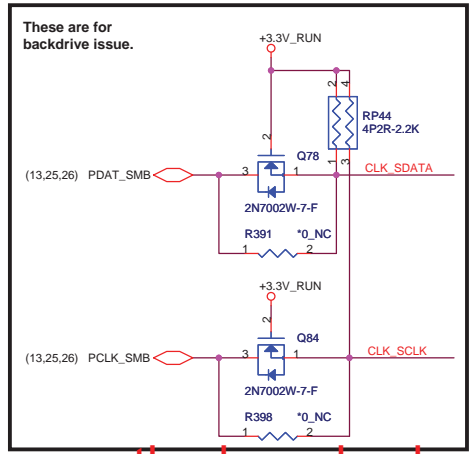 These are for
backdrive issue.
+3.3V_RUN
2 4
RP44
4P2R-2.2K
2
Q78
1 3
(13,25,26) PDAT_SMB 3 1 CLK_SDATA
2N7002W-7-F
R391 *0_NC
1 2
+3.3V_RUN
2
Q84
(13,25,26) PCLK_SMB 3 1 CLK_SCLK
2N7002W-7-F
R398 *0_NC
1 2